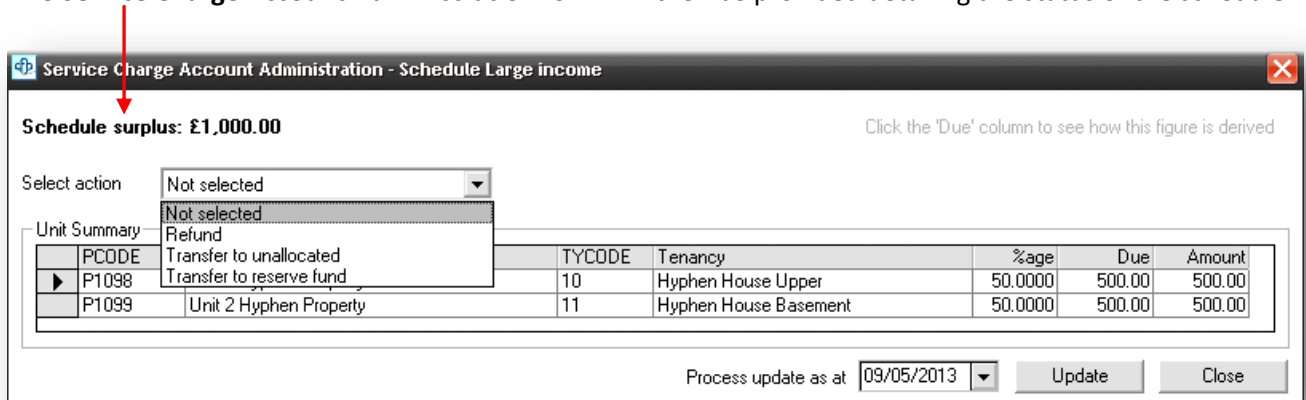 Service Charge Account Administration - Schedule Large income
Schedule surplus: £1,000.00 Click the 'Due' column to see how this figure is derived
Select action Not selected
Not selected
Refund
Transfer to unallocated
Transfer to reserve fund
Unit Summary
PCODE TYCODE Tenancy %age Due Amount
P1098 10 Hyphen House Upper 50.0000 500.00 500.00
P1099 Unit 2 Hyphen Property 11 Hyphen House Basement 50.0000 500.00 500.00
Process update as at 09/05/2013 Update Close